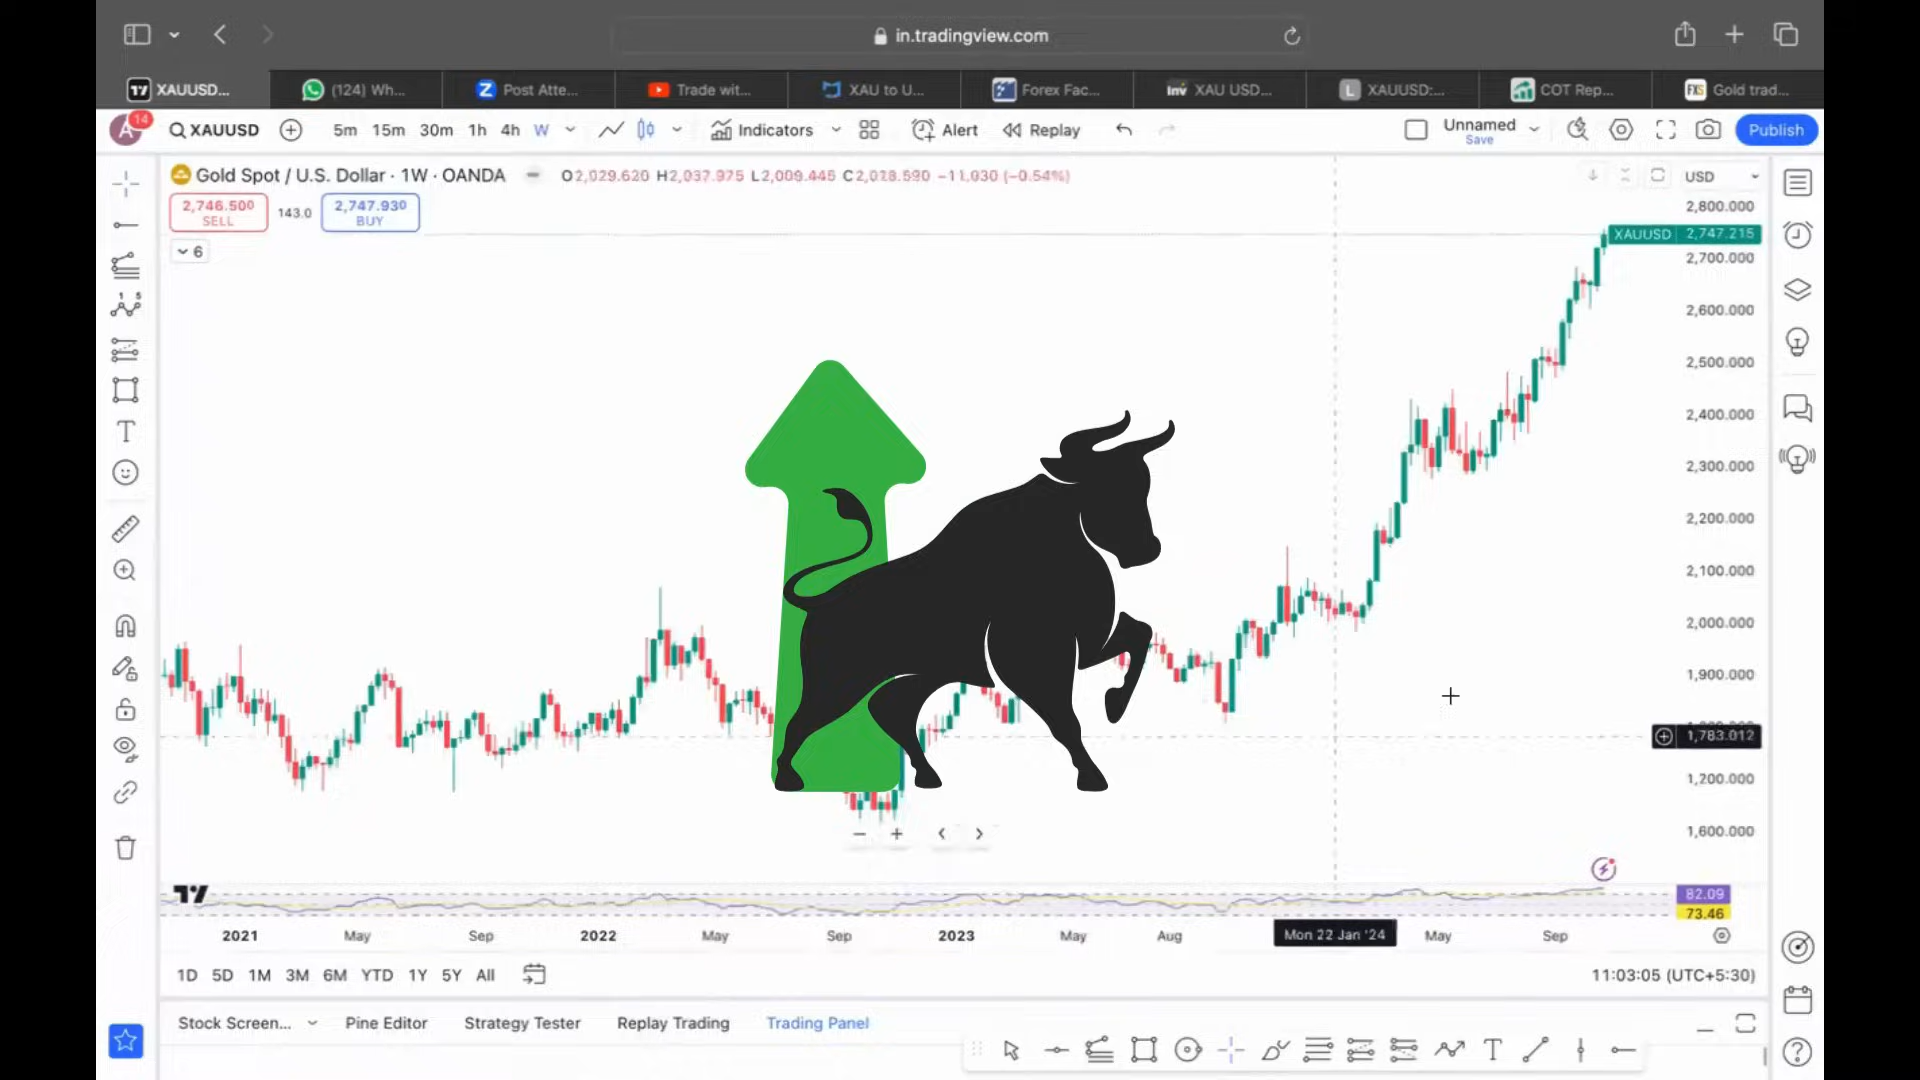 in.tradingview.com
XAUUSD...
(124) Wh...
Post Atte...
Trade wit...
XAU to U...
Forex Fac...
Inv XAU USD...
L XAUUSD:...
COT Rep...
FXS Gold trad...
A 14 XAUUSD 5m 15m 30m 1h 4h W Indicators Alert Replay Unnamed Save Publish
Gold Spot / U.S. Dollar · 1W · OANDA O2,029.620 H2,037.975 L2,009.445 C2,018.590 −11.030 (−0.54%) USD
2,746.500 SELL 143.0 2,747.930 BUY
6
2,800.000
XAUUSD 2,747.215
2,700.000
2,600.000
2,500.000
2,400.000
2,300.000
2,200.000
2,100.000
2,000.000
1,900.000
1,783.012
1,200.000
1,600.000
82.09
73.46
2021 May Sep 2022 May Sep 2023 May Aug Mon 22 Jan '24 May Sep
1D 5D 1M 3M 6M YTD 1Y 5Y All 11:03:05 (UTC+5:30)
Stock Screen... Pine Editor Strategy Tester Replay Trading Trading Panel